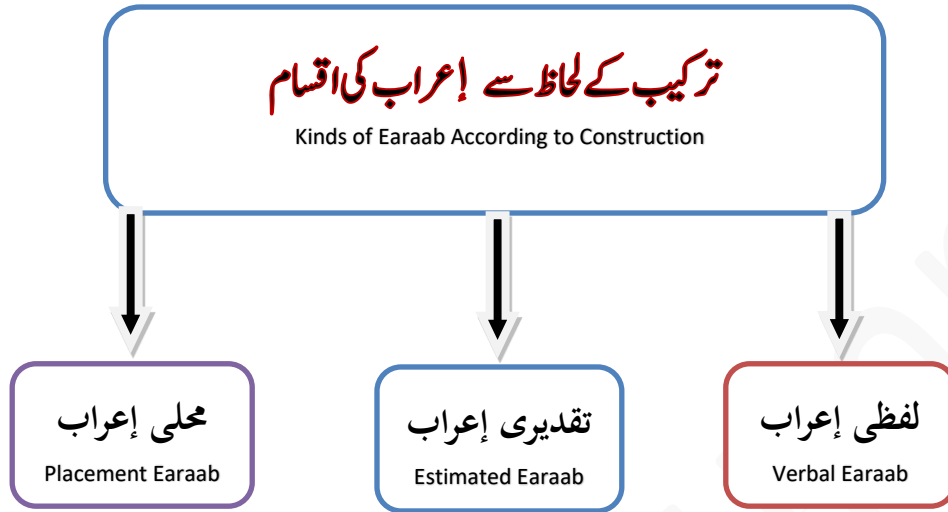 ترکیب کے لحاظ سے إعراب کی اقسام
Kinds of Earaab According to Construction
لفظی إعراب
Verbal Earaab
تقدیری إعراب
Estimated Earaab
محلی إعراب
Placement Earaab